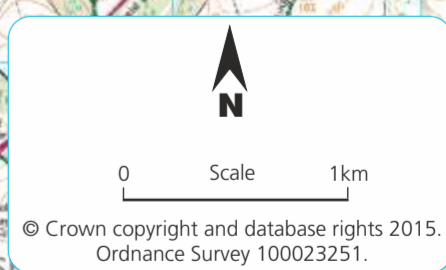 N
0 Scale 1km
© Crown copyright and database rights 2015.
Ordnance Survey 100023251.